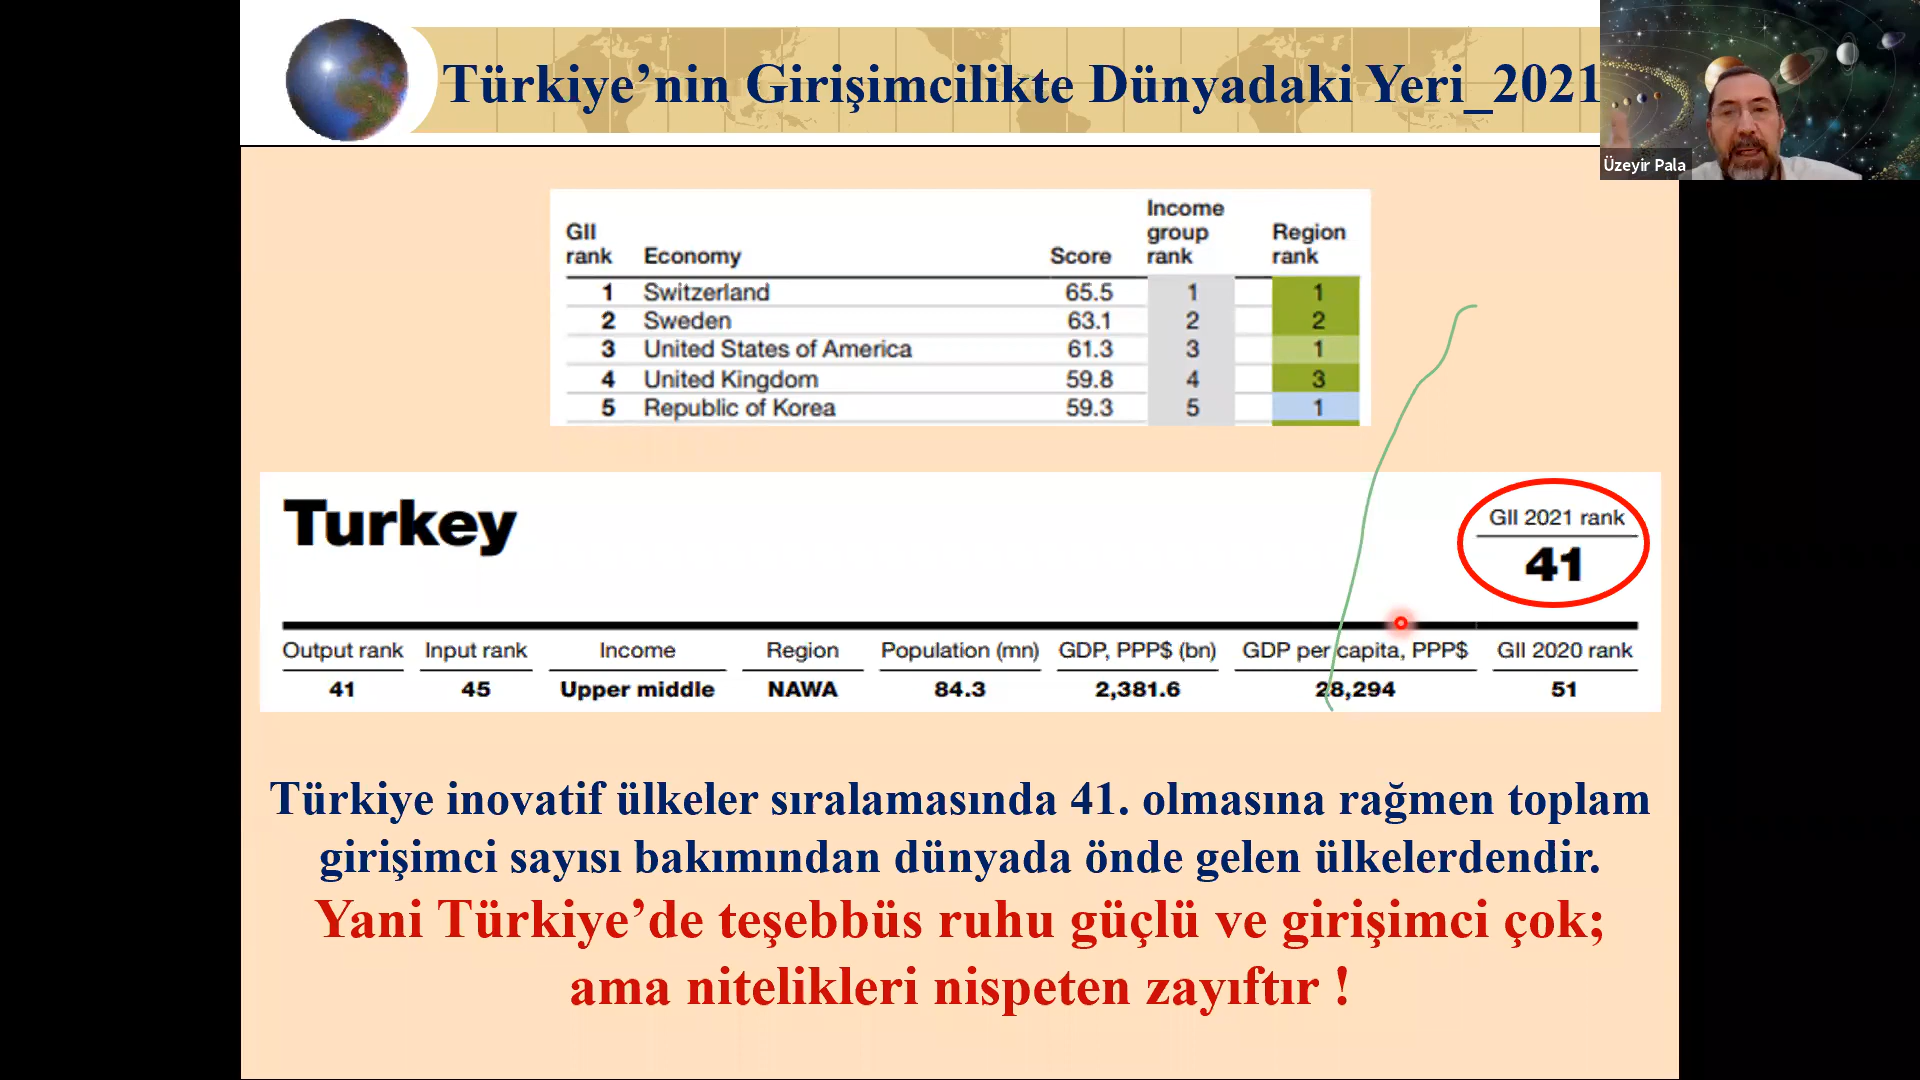 Türkiye’nin Girişimcilikte Dünyadaki Yeri_2021
Üzeyir Pala
GII rank Economy Score Income group rank Region rank
1 Switzerland 65.5 1 1
2 Sweden 63.1 2 2
3 United States of America 61.3 3 1
4 United Kingdom 59.8 4 3
5 Republic of Korea 59.3 5 1
Turkey
GII 2021 rank
41
Output rank Input rank Income Region Population (mn) GDP, PPP$ (bn) GDP per capita, PPP$ GII 2020 rank
41 45 Upper middle NAWA 84.3 2,381.6 28,294 51
Türkiye inovatif ülkeler sıralamasında 41. olmasına rağmen toplam
girişimci sayısı bakımından dünyada önde gelen ülkelerdendir.
Yani Türkiye’de teşebbüs ruhu güçlü ve girişimci çok;
ama nitelikleri nispeten zayıftır !